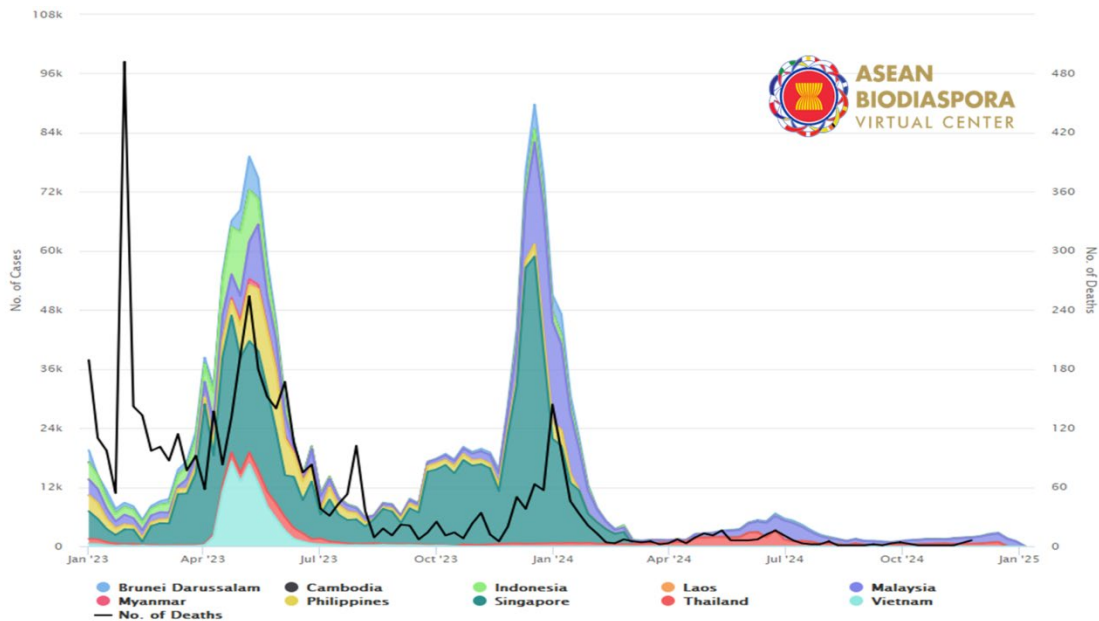 108k
96k
84k
72k
60k
48k
36k
24k
12k
0
No. of Cases
480
420
360
300
240
180
120
60
0
No. of Deaths
ASEAN
BIODIASPORA
VIRTUAL CENTER
Jan '23 Apr '23 Jul '23 Oct '23 Jan '24 Apr '24 Jul '24 Oct '24 Jan '25
Brunei Darussalam Cambodia Indonesia Laos Malaysia
Myanmar Philippines Singapore Thailand Vietnam
No. of Deaths